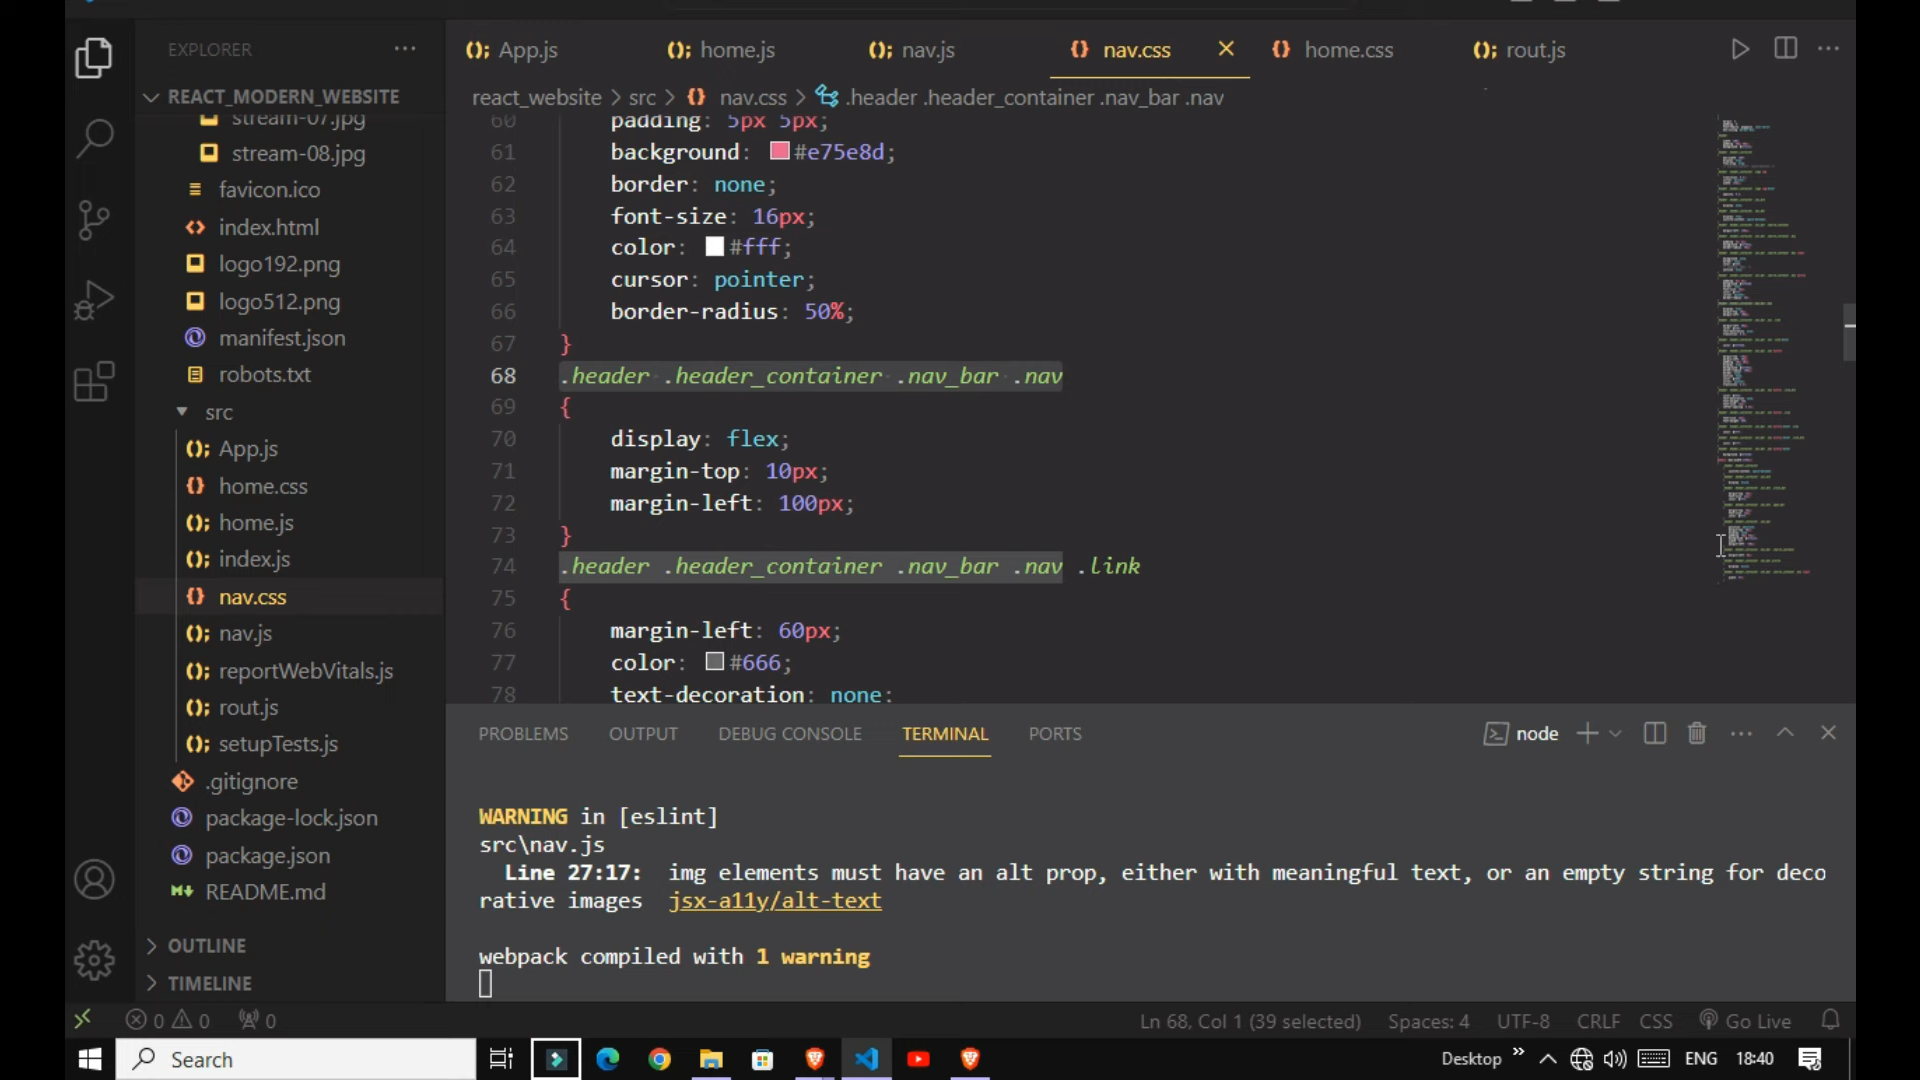 EXPLORER
REACT_MODERN_WEBSITE
stream-07.jpg
stream-08.jpg
favicon.ico
index.html
logo192.png
logo512.png
manifest.json
robots.txt
src
App.js
home.css
home.js
index.js
nav.css
nav.js
reportWebVitals.js
rout.js
setupTests.js
.gitignore
package-lock.json
package.json
README.md
OUTLINE
TIMELINE
App.js home.js nav.js nav.css home.css rout.js
react_website > src > nav.css > .header .header_container .nav_bar .nav
60 padding: 5px 5px;
61 background: #e75e8d;
62 border: none;
63 font-size: 16px;
64 color: #fff;
65 cursor: pointer;
66 border-radius: 50%;
67 }
68 .header .header_container .nav_bar .nav
69 {
70 display: flex;
71 margin-top: 10px;
72 margin-left: 100px;
73 }
74 .header .header_container .nav_bar .nav .link
75 {
76 margin-left: 60px;
77 color: #666;
78 text-decoration: none;
PROBLEMS OUTPUT DEBUG CONSOLE TERMINAL PORTS
node
WARNING in [eslint]
src\nav.js
Line 27:17: img elements must have an alt prop, either with meaningful text, or an empty string for deco
rative images jsx-a11y/alt-text
webpack compiled with 1 warning
0 0 0
Ln 68, Col 1 (39 selected) Spaces: 4 UTF-8 CRLF CSS Go Live
Search
Desktop ENG 18:40